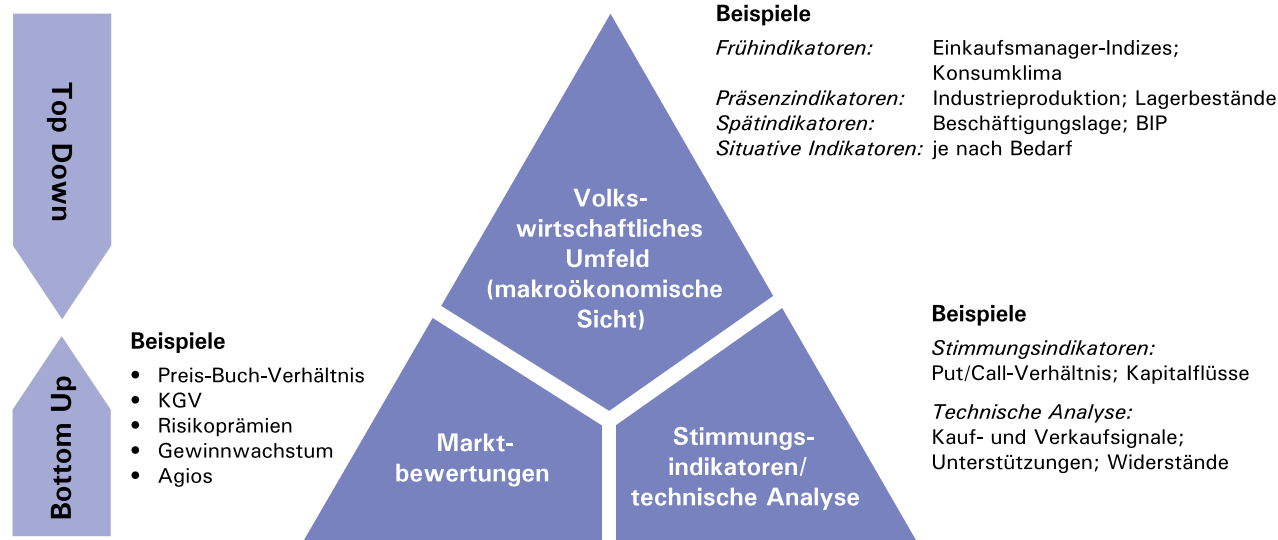 Top Down
Bottom Up
Beispiele
Frühindikatoren: Einkaufsmanager-Indizes;
Konsumklima
Präsenzindikatoren: Industrieproduktion; Lagerbestände
Spätindikatoren: Beschäftigungslage; BIP
Situative Indikatoren: je nach Bedarf
Volks-
wirtschaftliches
Umfeld
(makroökonomische
Sicht)
Beispiele
• Preis-Buch-Verhältnis
• KGV
• Risikoprämien
• Gewinnwachstum
• Agios
Markt-
bewertungen
Stimmungs-
indikatoren/
technische Analyse
Beispiele
Stimmungsindikatoren:
Put/Call-Verhältnis; Kapitalflüsse
Technische Analyse:
Kauf- und Verkaufsignale;
Unterstützungen; Widerstände